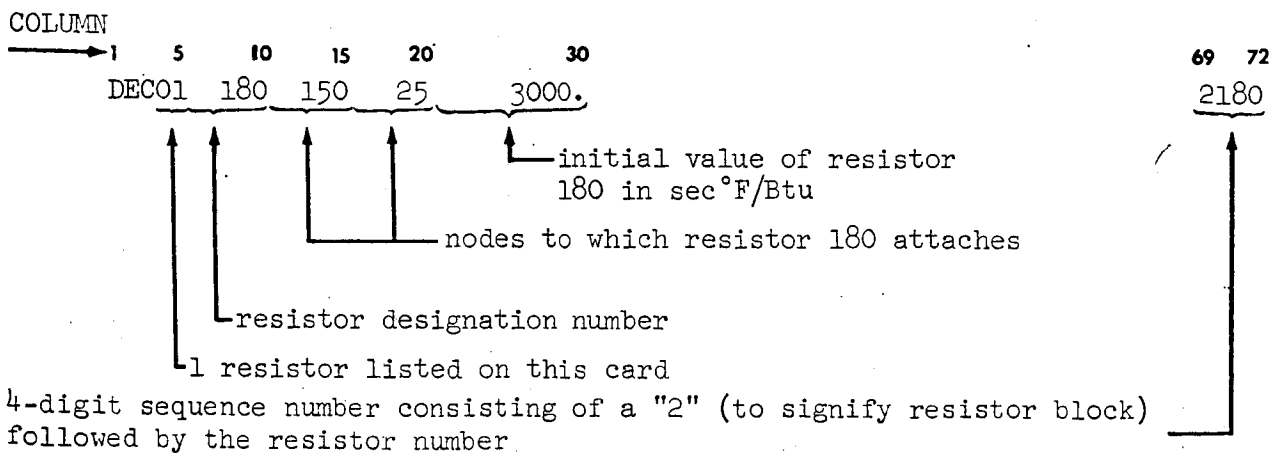 COLUMN
1 5 10 15 20 30 69 72
DEC01 180 150 25 3000. 2180
initial value of resistor
180 in sec°F/Btu
nodes to which resistor 180 attaches
resistor designation number
1 resistor listed on this card
4-digit sequence number consisting of a "2" (to signify resistor block)
followed by the resistor number